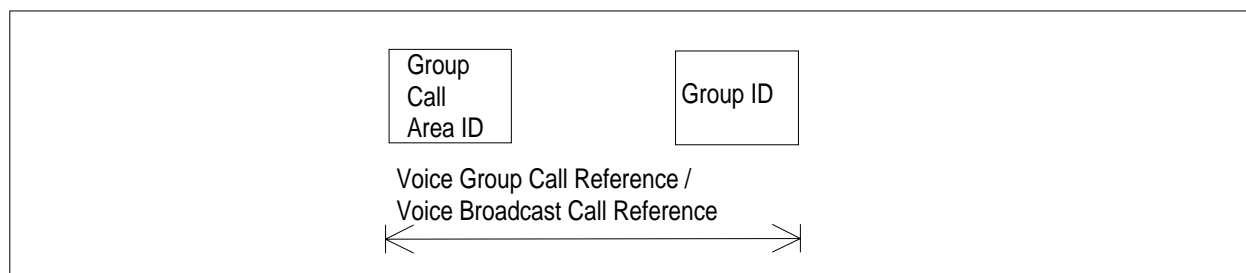 Group
Call
Area ID
Group ID
Voice Group Call Reference /
Voice Broadcast Call Reference